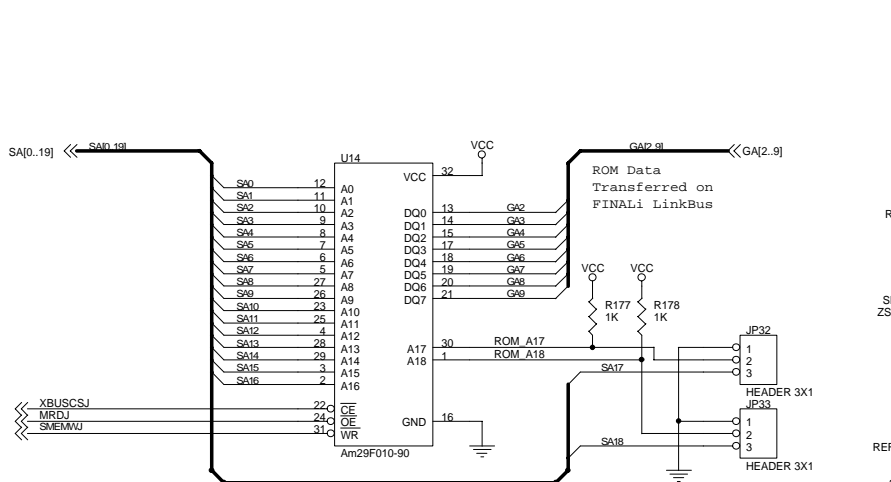 SA[0..19]
SA[0..19]
U14
VCC
GA[2..9]
GA[2..9]
VCC
32
ROM Data
Transferred on
FINALi LinkBus
SA0 12 A0
SA1 11 A1
SA2 10 A2
SA3 9 A3
SA4 8 A4
SA5 7 A5
SA6 6 A6
SA7 5 A7
SA8 27 A8
SA9 26 A9
SA10 23 A10
SA11 25 A11
SA12 4 A12
SA13 28 A13
SA14 29 A14
SA15 3 A15
SA16 2 A16
DQ0 13 GA2
DQ1 14 GA3
DQ2 15 GA4
DQ3 17 GA5
DQ4 18 GA6
DQ5 19 GA7
DQ6 20 GA8
DQ7 21 GA9
VCC VCC
R177
1K
R178
1K
A17 30 ROM_A17
A18 1 ROM_A18
SA17
JP32
1
2
3
HEADER 3X1
XBUSCSJ 22 CE
MRDJ 24 OE
SMEMWJ 31 WR
GND 16
Am29F010-90
SA18
JP33
1
2
3
HEADER 3X1